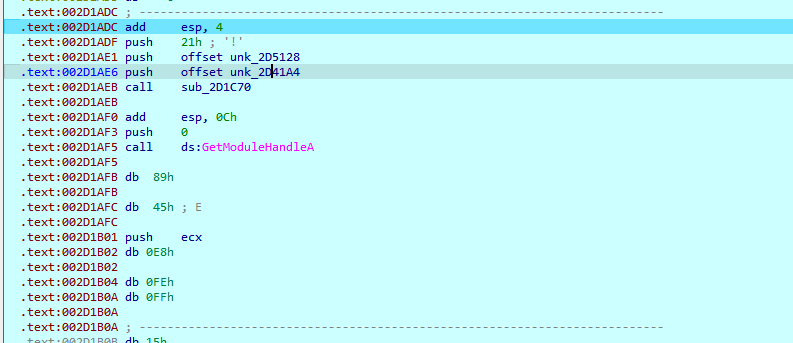 .text:002D1ADC ; ---------------------------------------------------------------------------
.text:002D1ADC add     esp, 4
.text:002D1ADF push    21h ; '!'
.text:002D1AE1 push    offset unk_2D5128
.text:002D1AE6 push    offset unk_2D41A4
.text:002D1AEB call    sub_2D1C70
.text:002D1AEB
.text:002D1AF0 add     esp, 0Ch
.text:002D1AF3 push    0
.text:002D1AF5 call    ds:GetModuleHandleA
.text:002D1AF5
.text:002D1AFB db  89h
.text:002D1AFB
.text:002D1AFC db  45h ; E
.text:002D1AFC
.text:002D1B01 push    ecx
.text:002D1B02 db 0E8h
.text:002D1B02
.text:002D1B04 db 0FEh
.text:002D1B0A db 0FFh
.text:002D1B0A
.text:002D1B0A ; ---------------------------------------------------------------------------
.text:002D1B0B db 15h